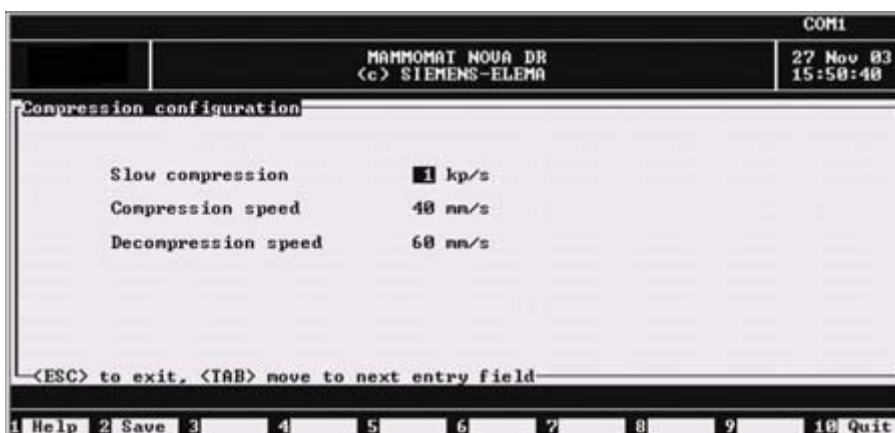 COM1
MAMMOMAT NOVA DR
(c) SIEMENS-ELEMA
27 Nov 03
15:50:40
Compression configuration
Slow compression 1 kp/s
Compression speed 40 mm/s
Decompression speed 60 mm/s
<ESC> to exit, <TAB> move to next entry field
1 Help 2 Save 3 4 5 6 7 8 9 10 Quit